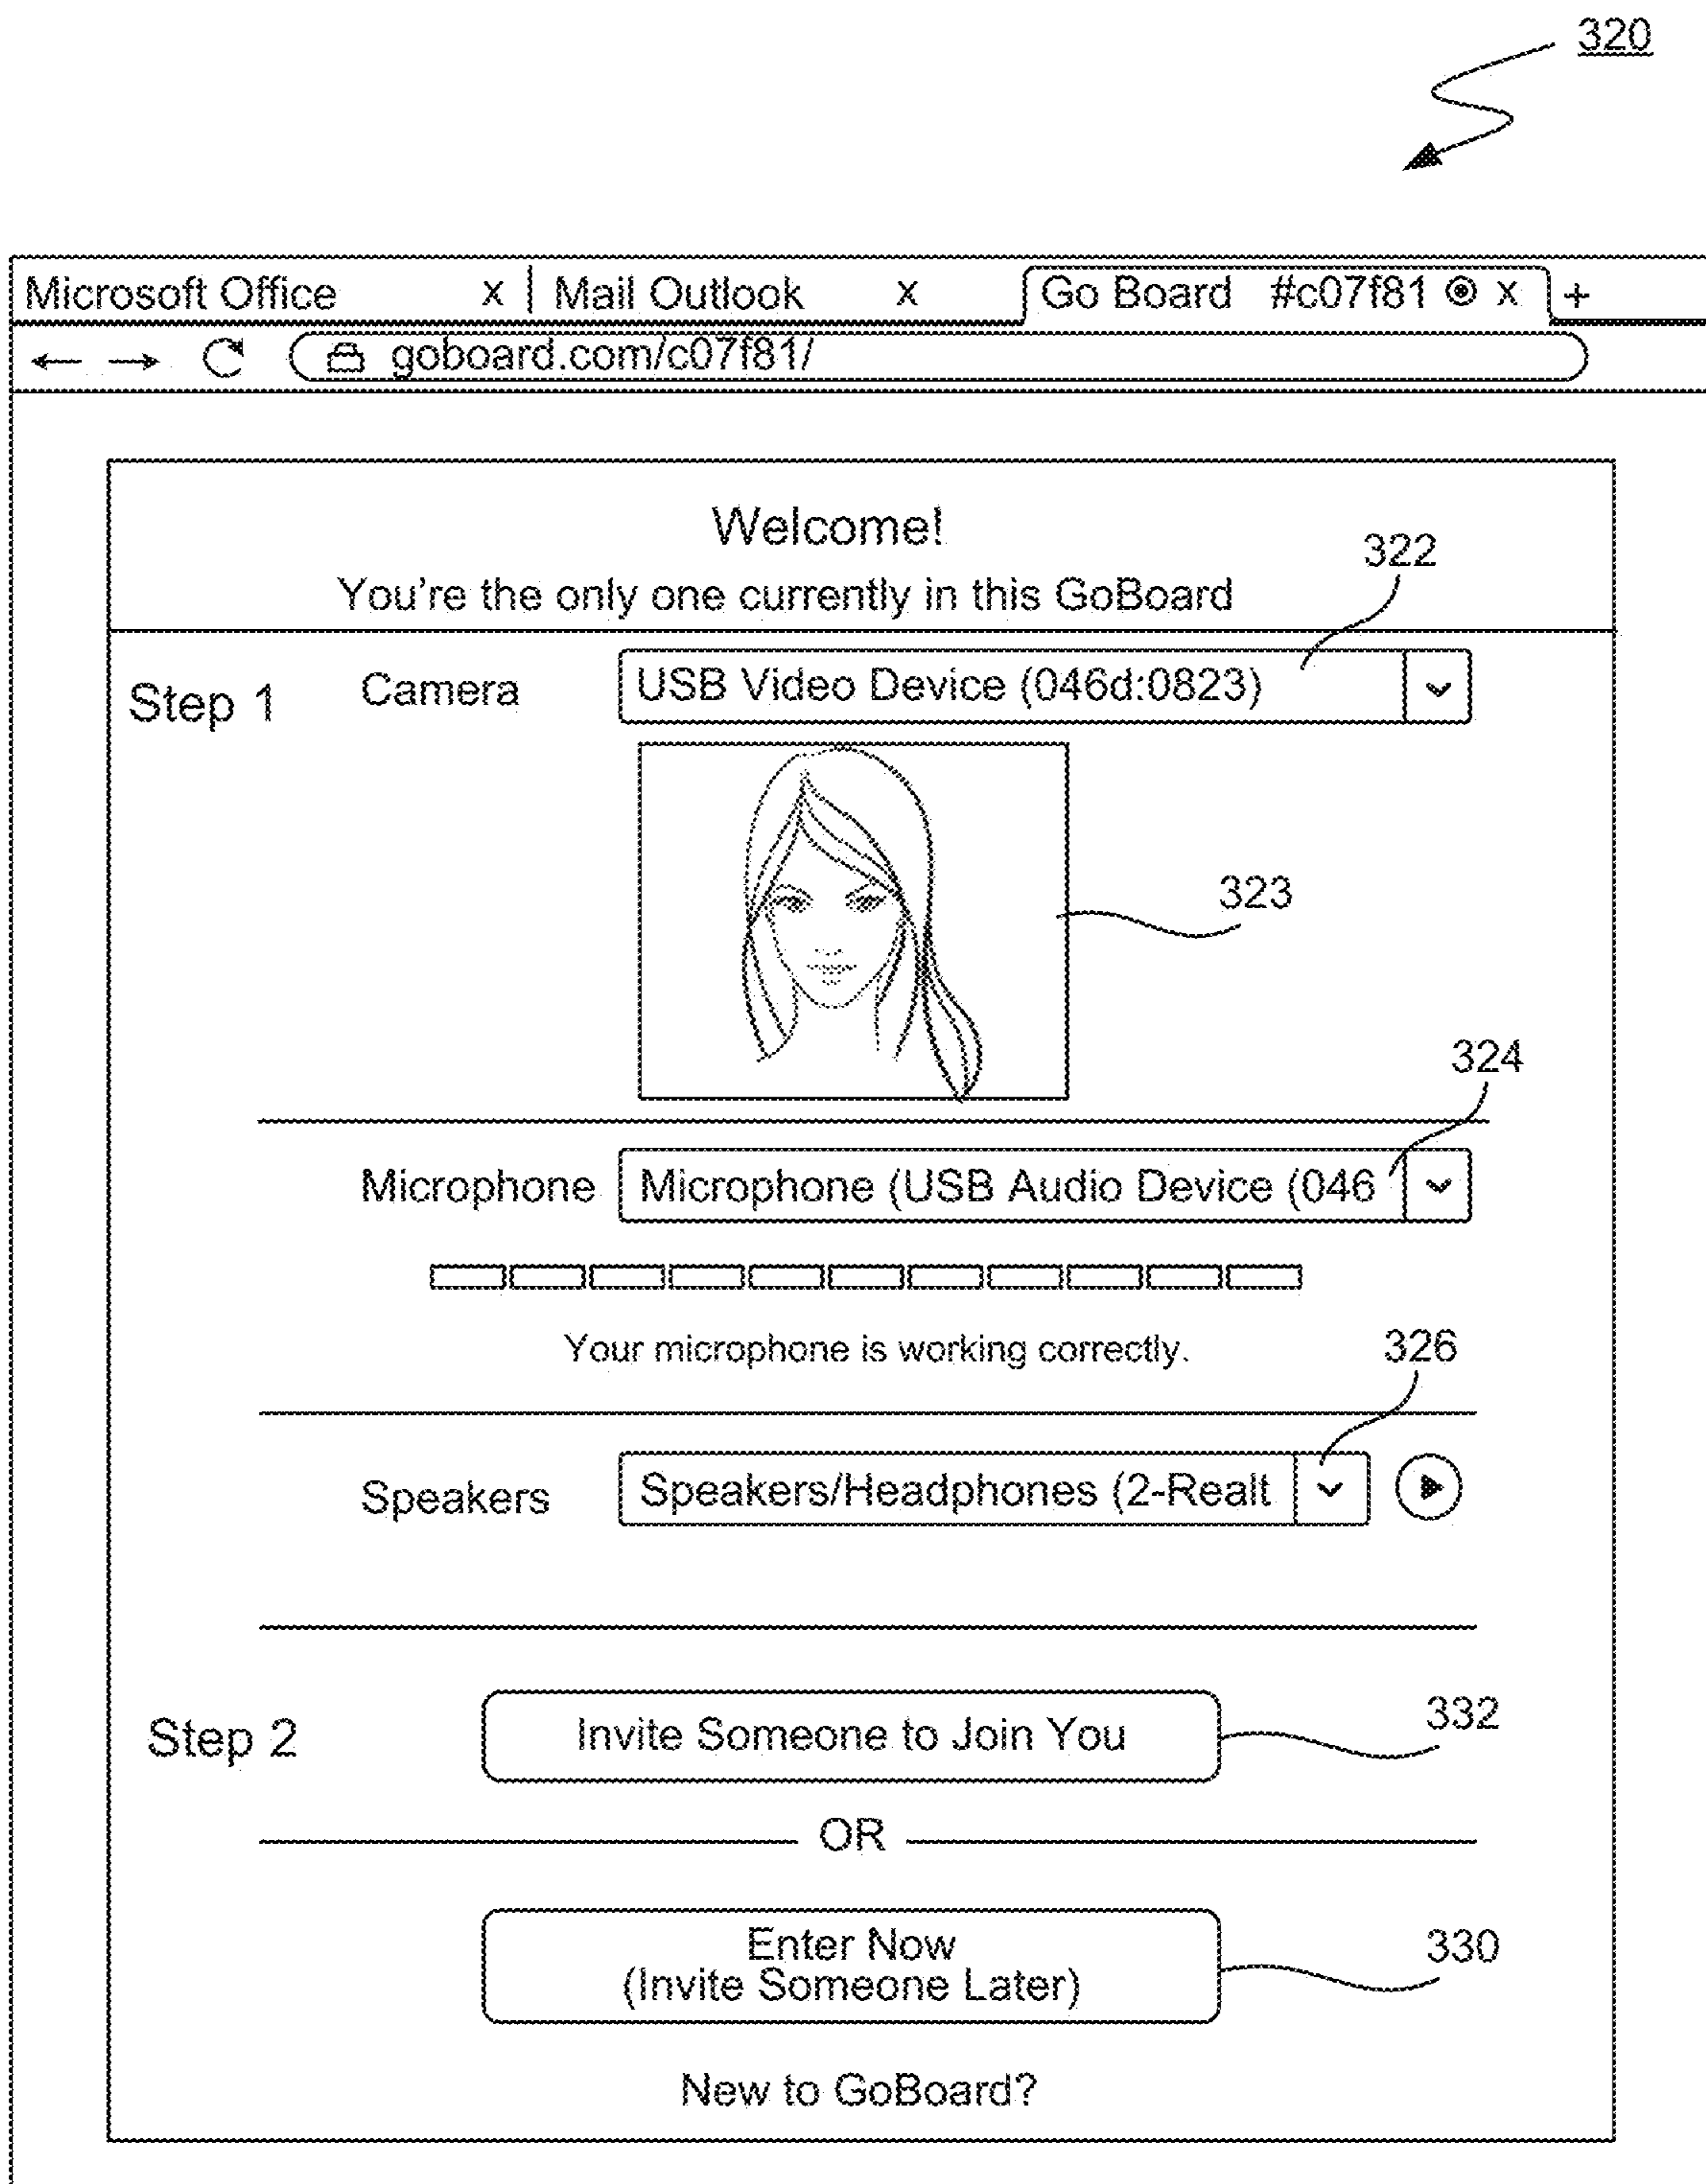 320
Microsoft Office x Mail Outlook x Go Board #c07f81 x +
goboard.com/c07f81/
Welcome!
322
You're the only one currently in this GoBoard
Step 1 Camera USB Video Device (046d:0823)
323
324
Microphone Microphone (USB Audio Device (046
Your microphone is working correctly.
326
Speakers Speakers/Headphones (2-Realt
Step 2 Invite Someone to Join You 332
OR
Enter Now
(Invite Someone Later)
330
New to GoBoard?